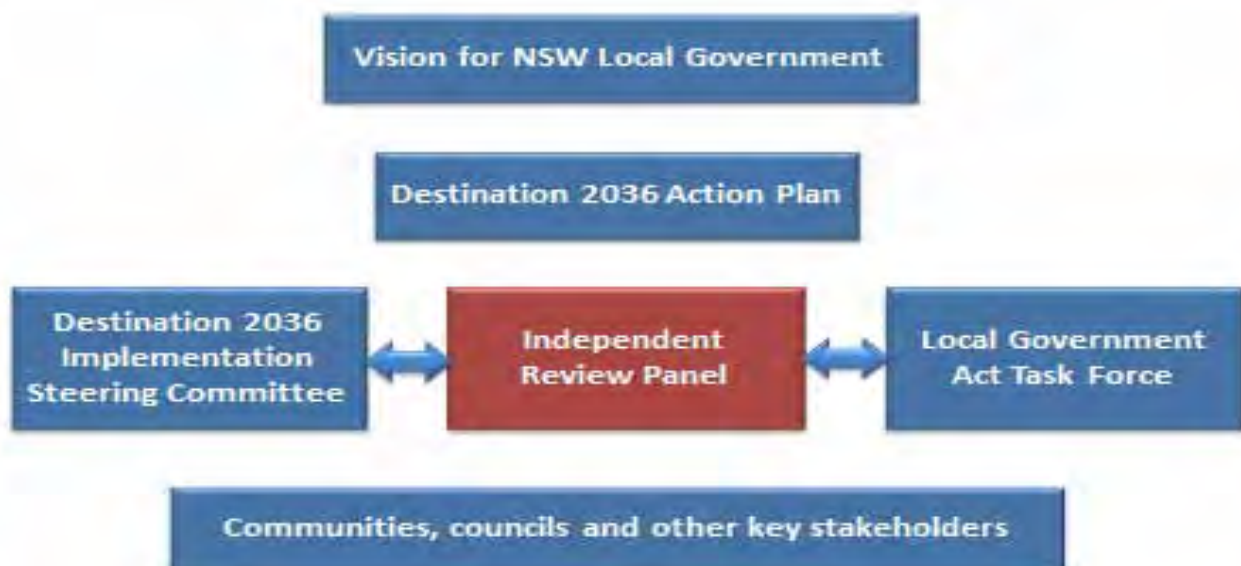 Vision for NSW Local Government
Destination 2036 Action Plan
Destination 2036
Implementation
Steering Committee
Independent
Review Panel
Local Government
Act Task Force
Communities, councils and other key stakeholders